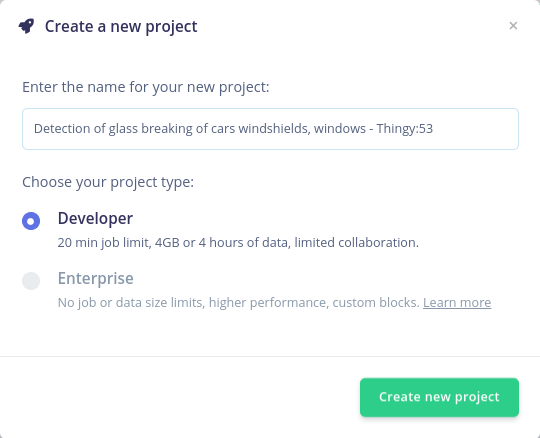 Create a new project
×
Enter the name for your new project:
Detection of glass breaking of cars windshields, windows - Thingy:53
Choose your project type:
Developer
20 min job limit, 4GB or 4 hours of data, limited collaboration.
Enterprise
No job or data size limits, higher performance, custom blocks. Learn more
Create new project